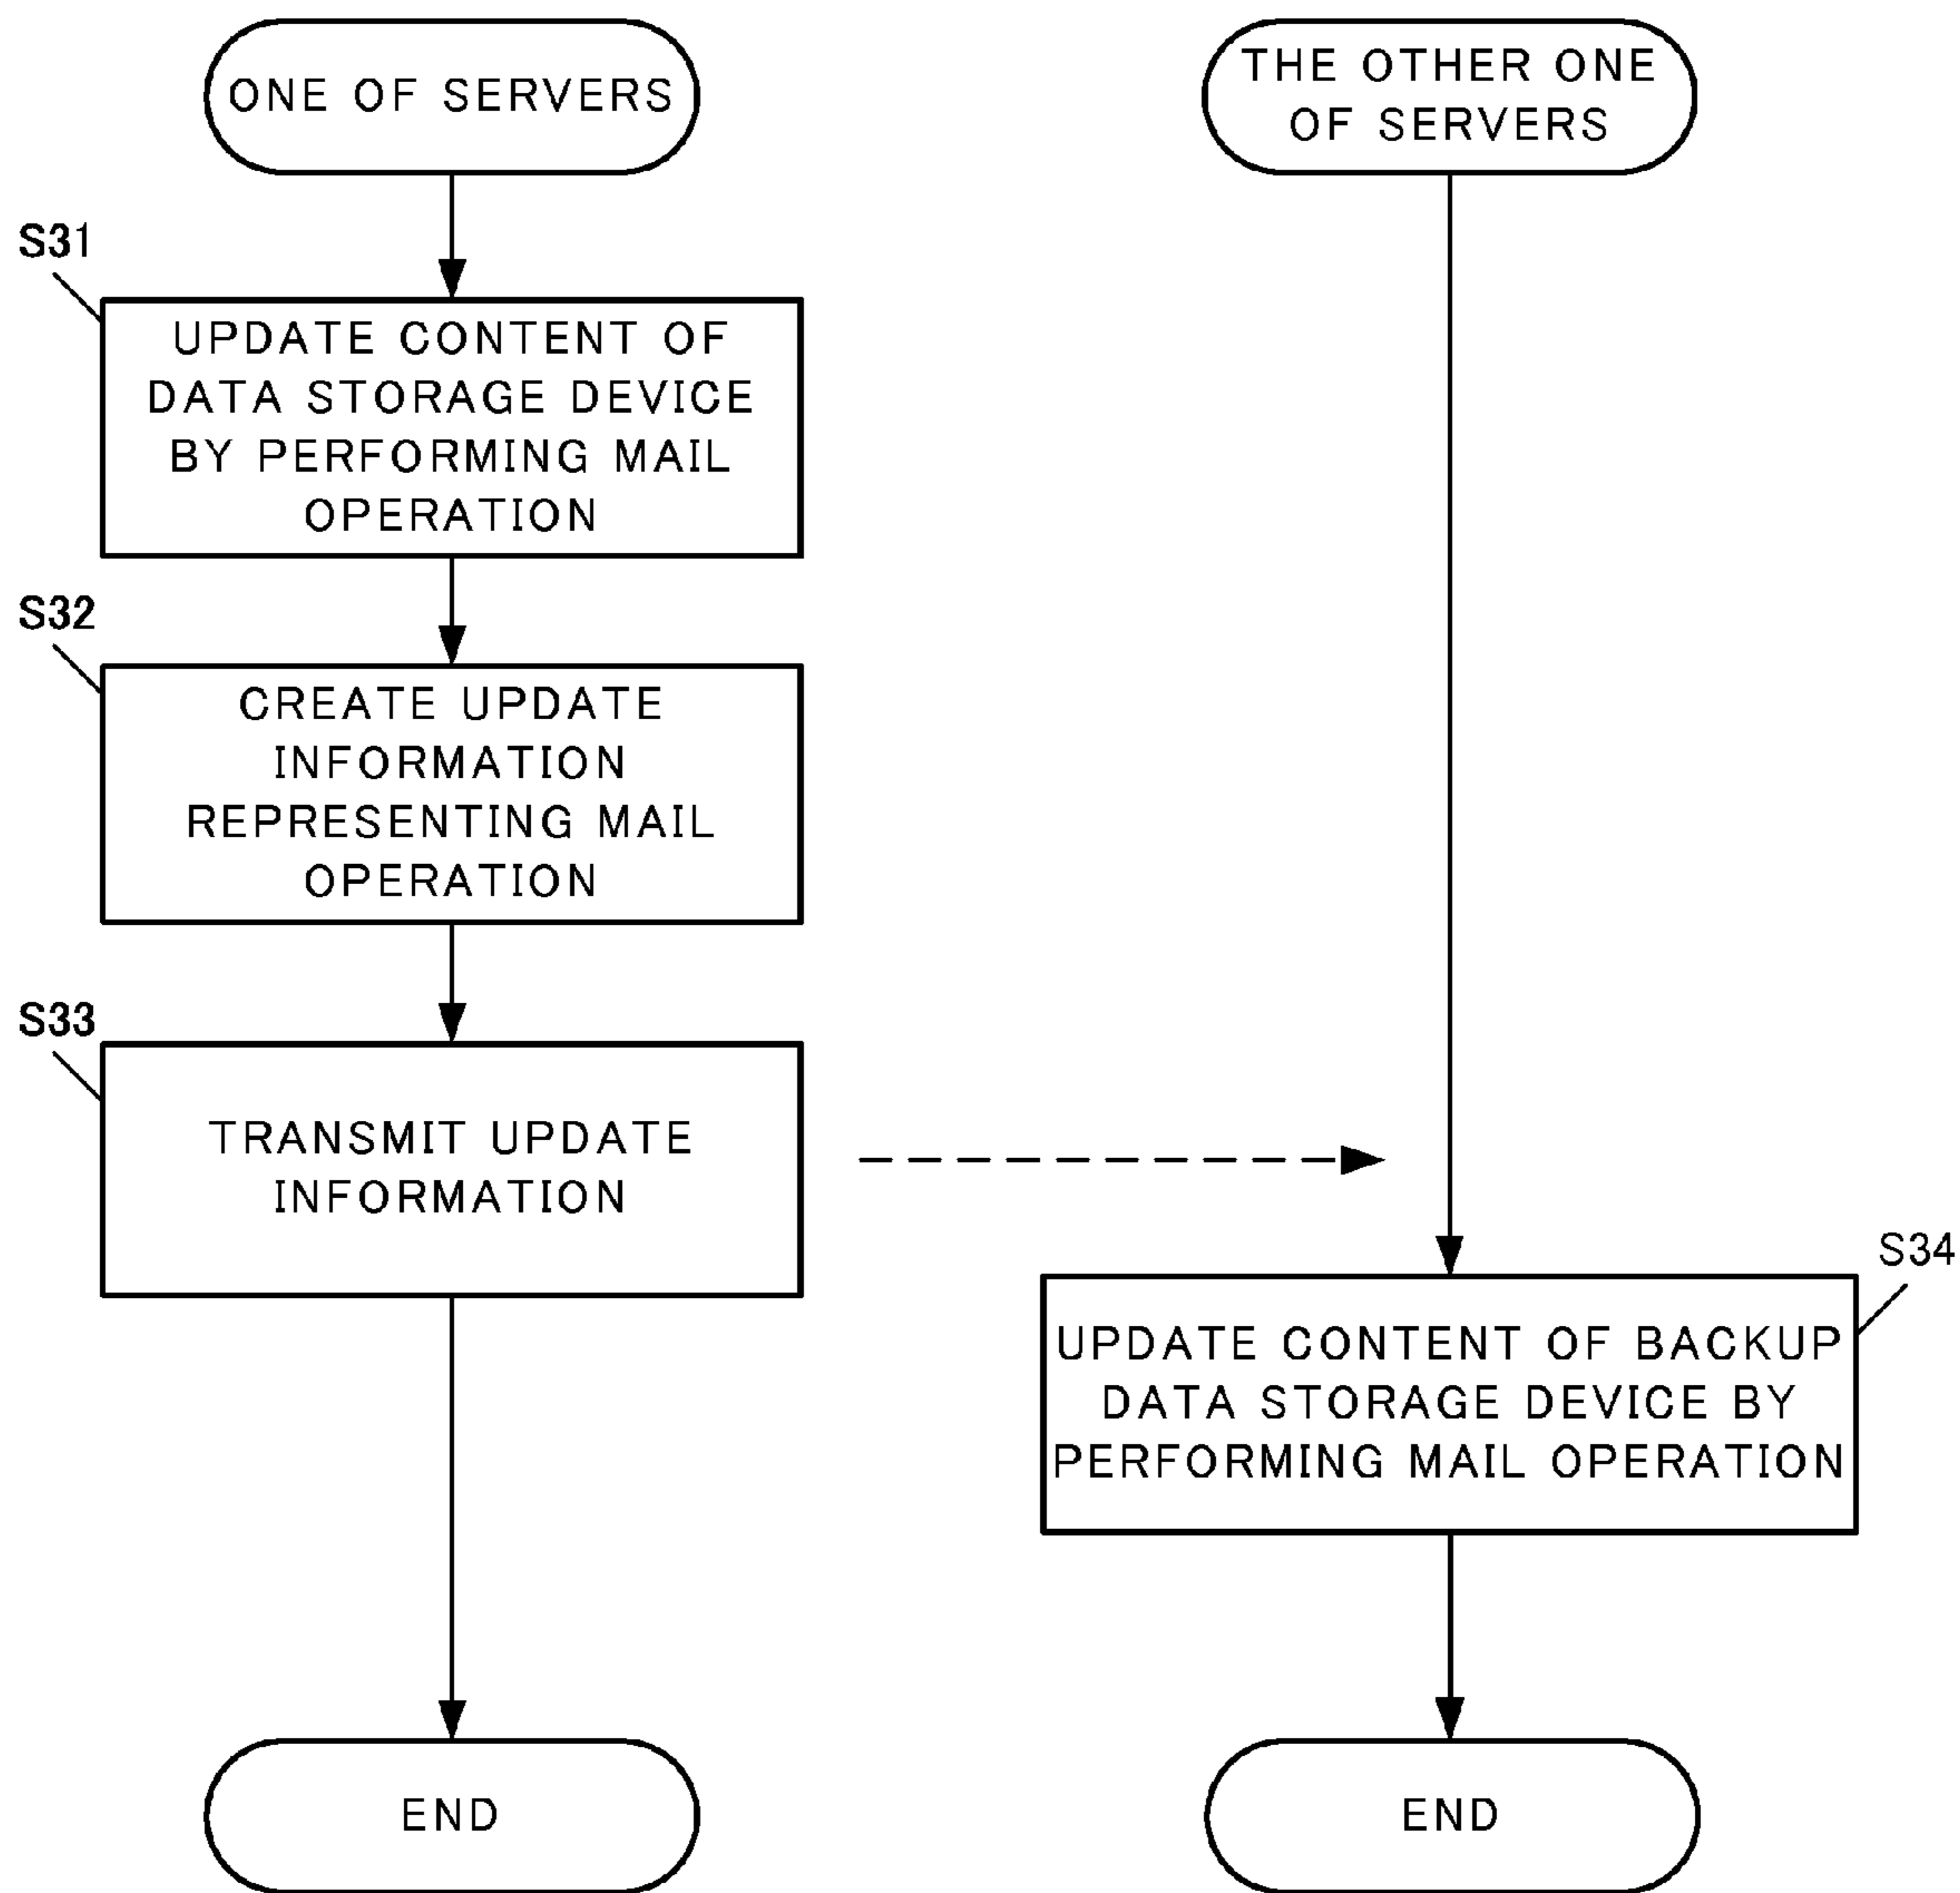 ONE OF SERVERS
S31
UPDATE CONTENT OF
DATA STORAGE DEVICE
BY PERFORMING MAIL
OPERATION
S32
CREATE UPDATE
INFORMATION
REPRESENTING MAIL
OPERATION
S33
TRANSMIT UPDATE
INFORMATION
END
THE OTHER ONE
OF SERVERS
S34
UPDATE CONTENT OF BACKUP
DATA STORAGE DEVICE BY
PERFORMING MAIL OPERATION
END